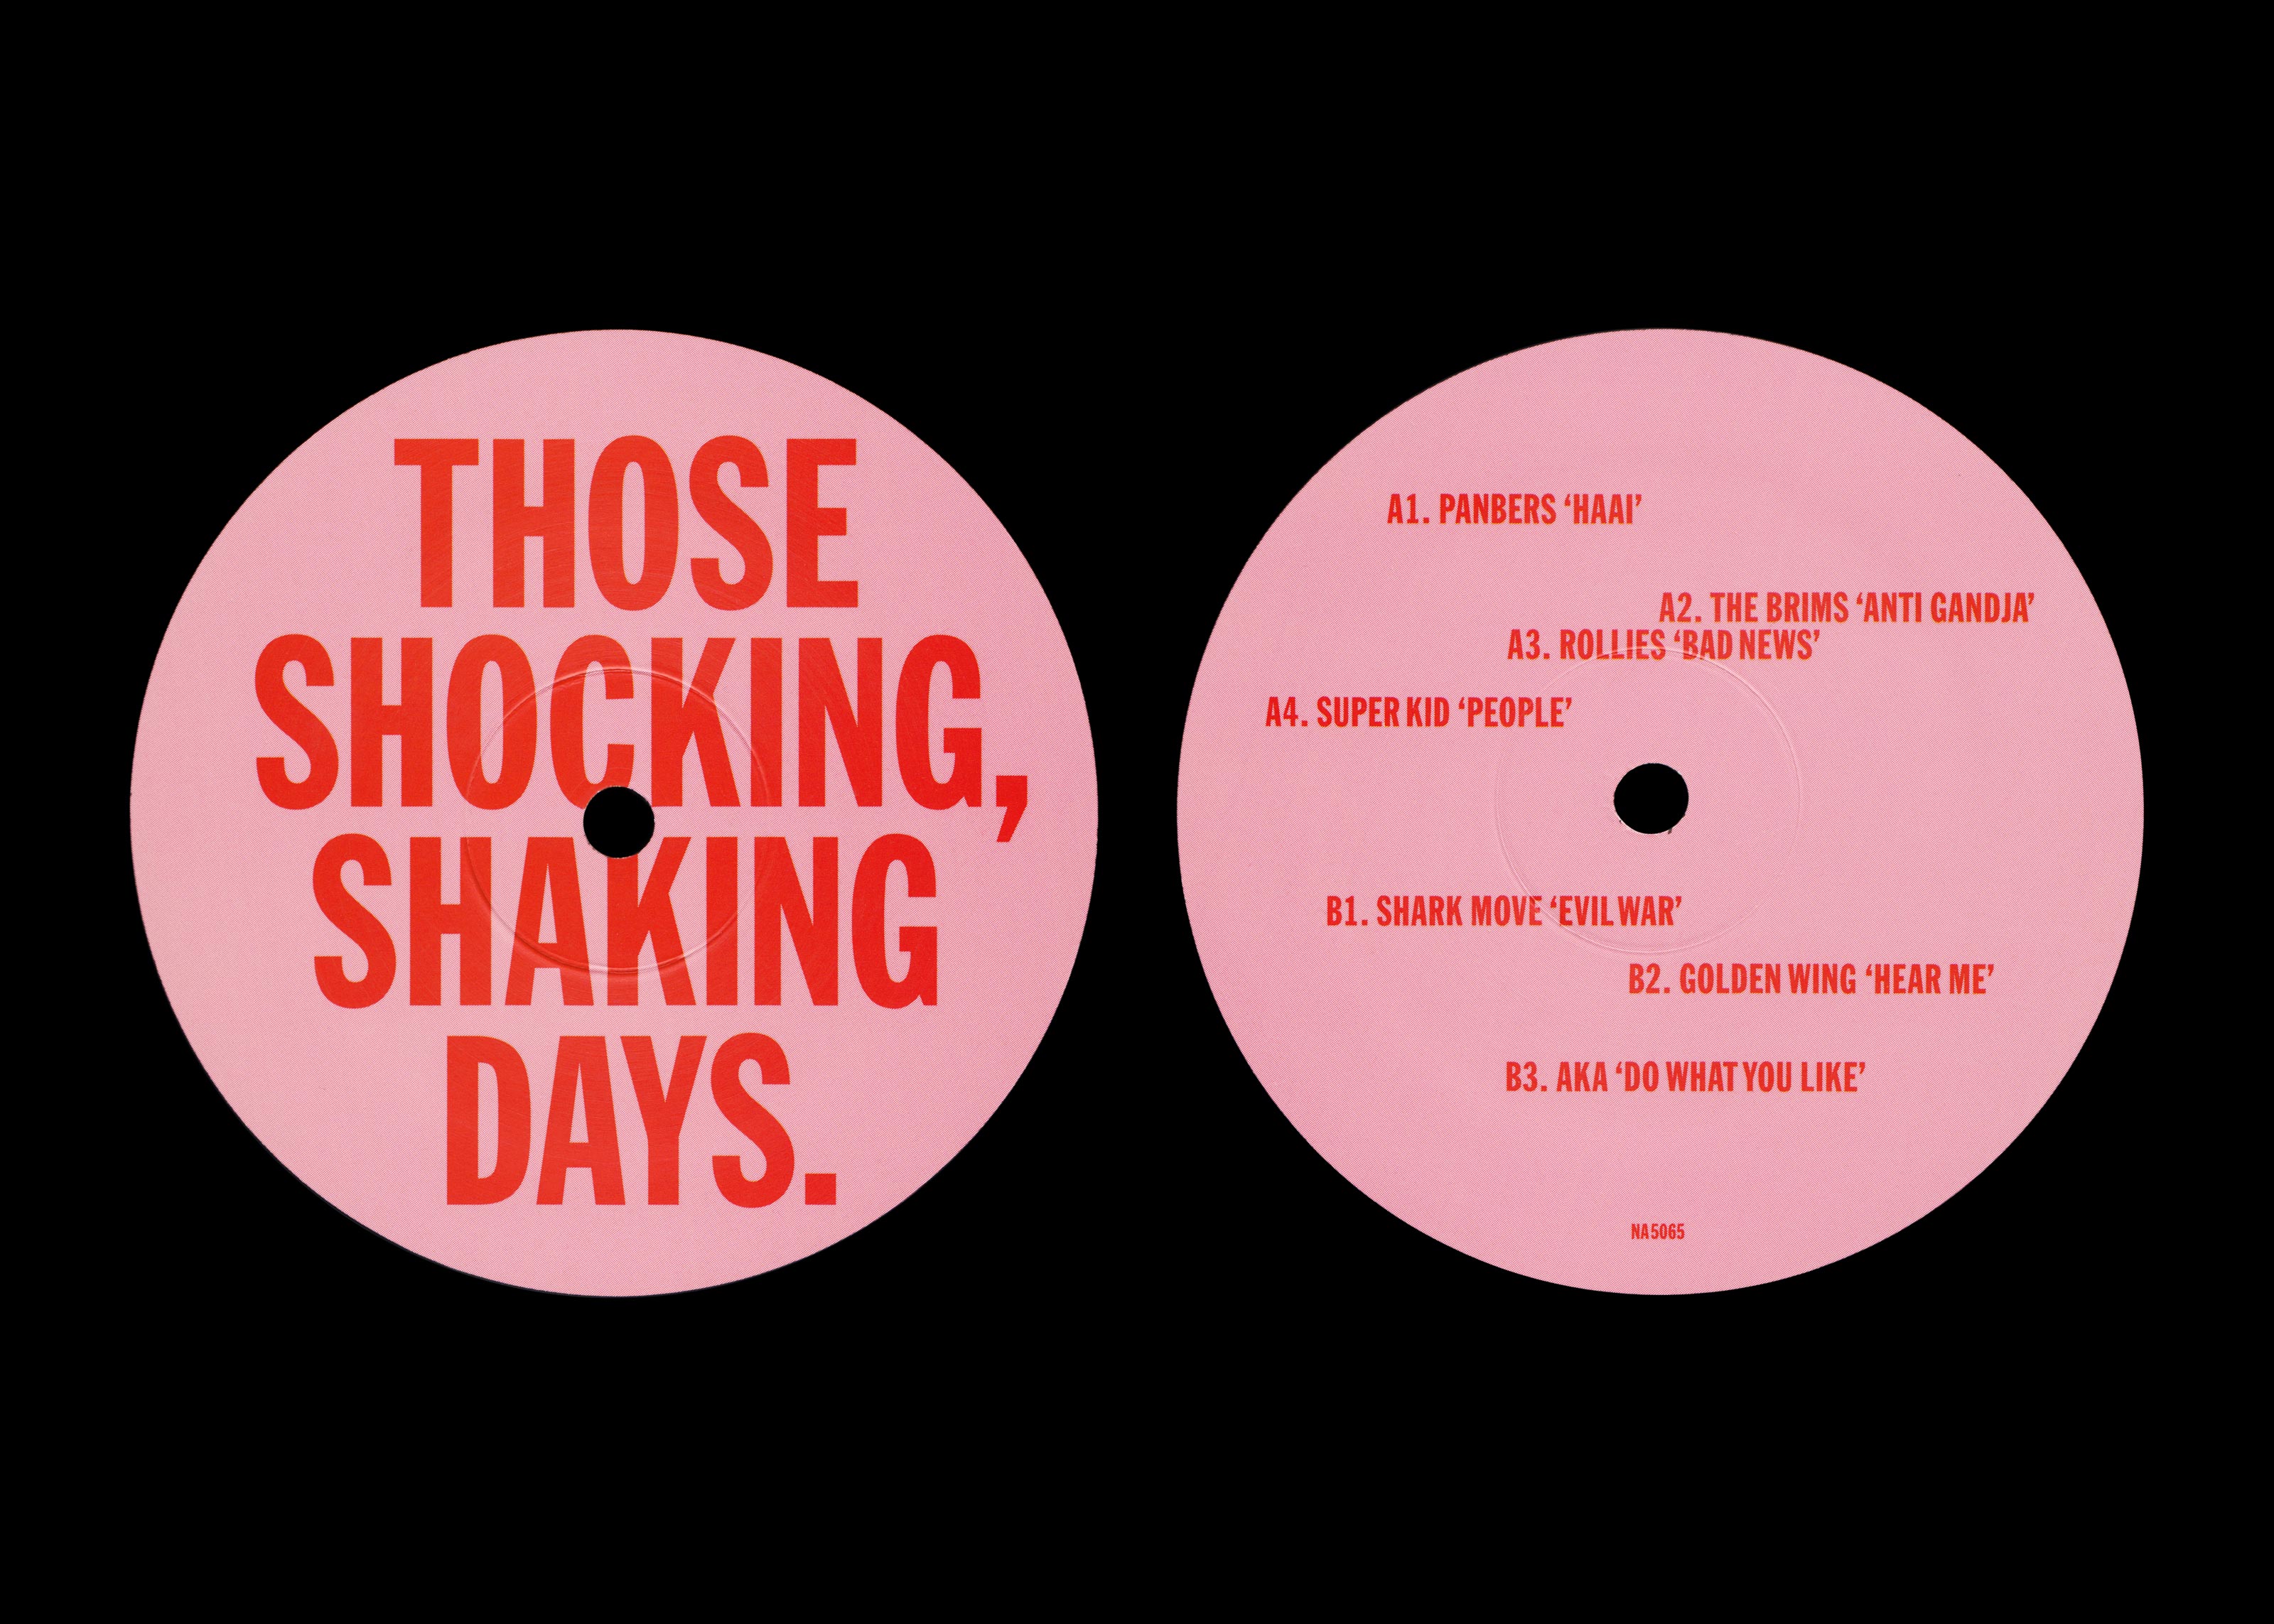 THOSE
SHOCKING,
SHAKING
DAYS.
A1. PANBERS ‘HAAI’
A2. THE BRIMS ‘ANTI GANDJA’
A3. ROLLIES ‘BAD NEWS’
A4. SUPER KID ‘PEOPLE’
B1. SHARK MOVE ‘EVIL WAR’
B2. GOLDEN WING ‘HEAR ME’
B3. AKA ‘DO WHAT YOU LIKE’
NA5065